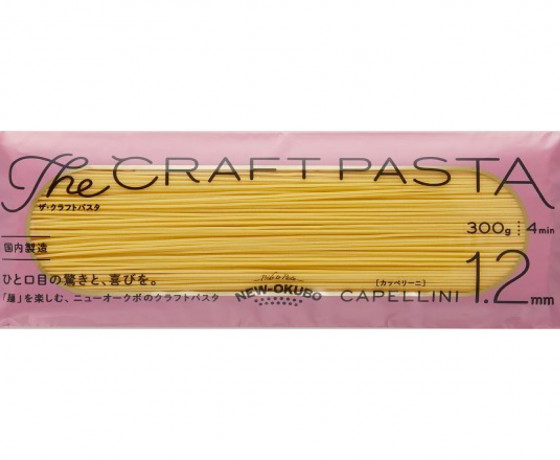 The CRAFT PASTA
ザ・クラフトパスタ
300g 4min
国内製造
ひと口目の驚きと、喜びを。
「麺」を楽しむ、ニューオークボのクラフトパスタ
NEW-OKUBO
［カッペリーニ］
CAPELLINI
1.2mm